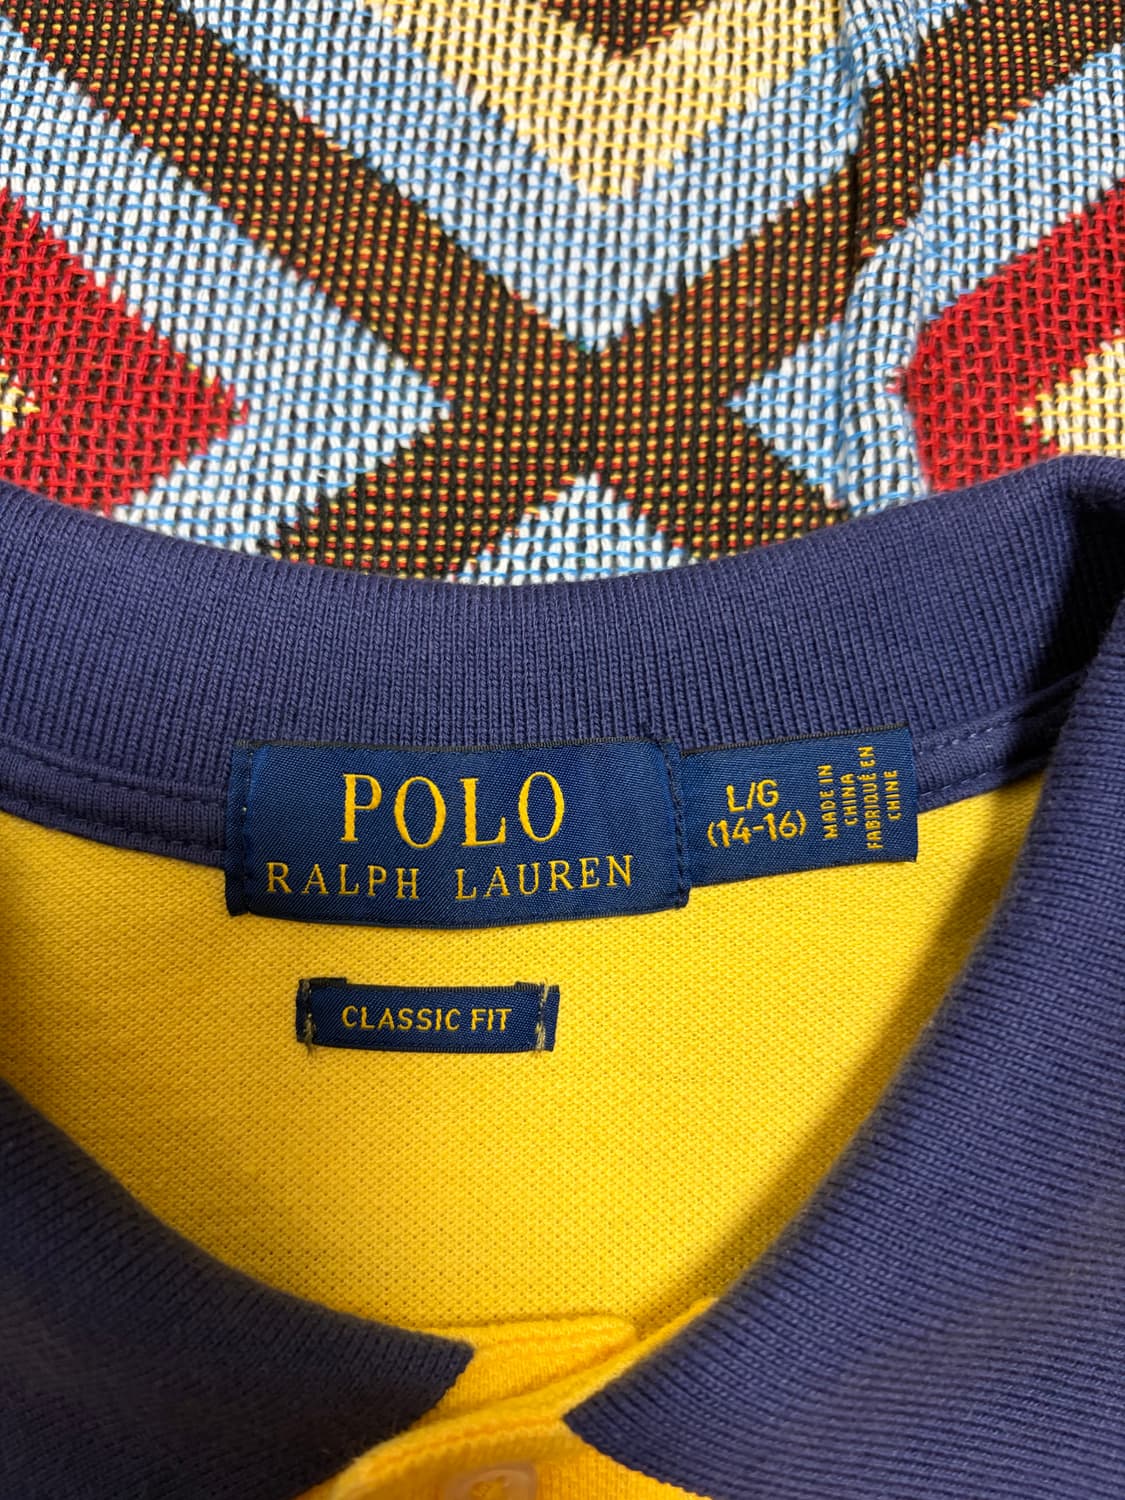 POLO
RALPH LAUREN
L/G
(14-16)
MADE IN
CHINA
FABRIQUÉ EN
CHINE
CLASSIC FIT